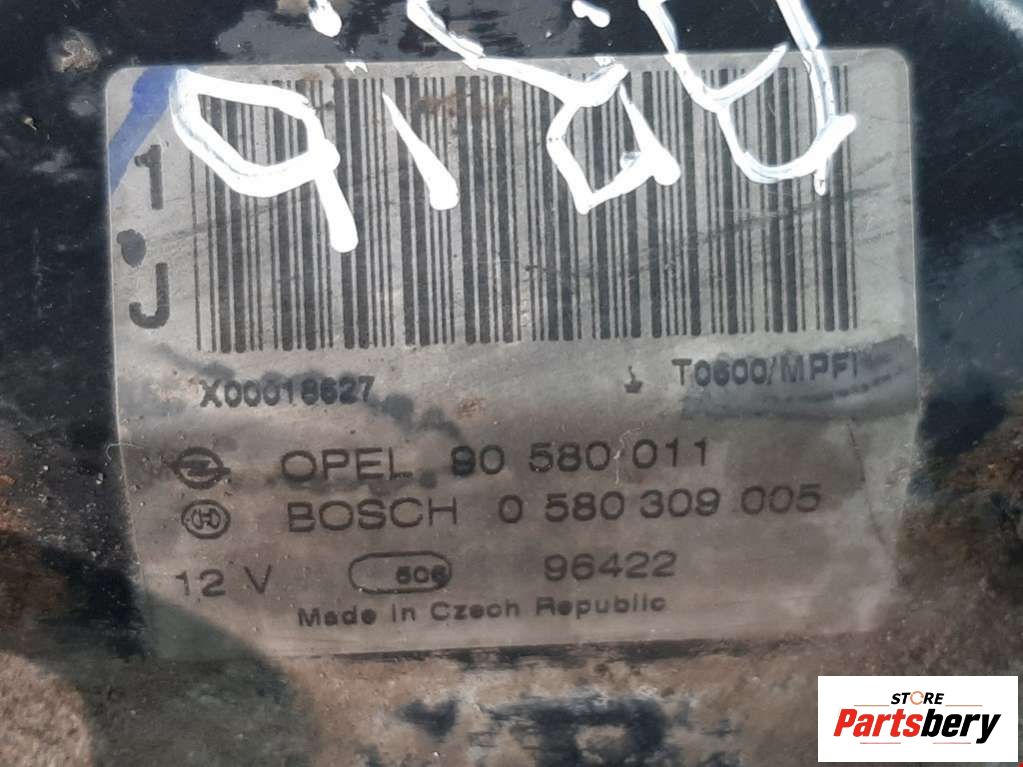 1
J
X00018627 T0600/MPFI
OPEL 90 580 011
BOSCH 0 580 309 005
12 V 506 96422
Made in Czech Republic
STORE
Partsbery